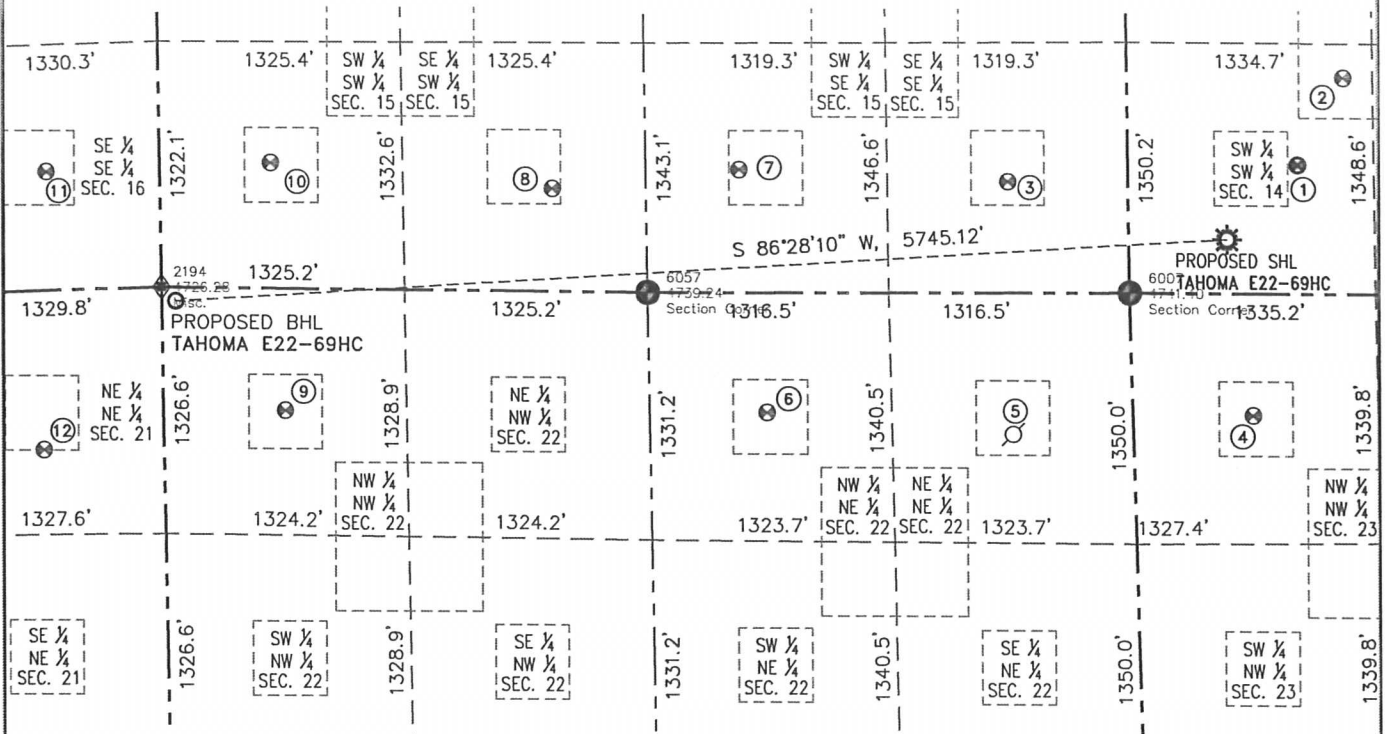 1330.3'
1325.4'
SW ¼
SW ¼
SEC. 15
SE ¼
SW ¼
SEC. 15
1325.4'
1319.3'
SW ¼
SE ¼
SEC. 15
SE ¼
SE ¼
SEC. 15
1319.3'
1334.7'
2
11
SE ¼
SE ¼
SEC. 16
1322.1'
10
1332.6'
8
1343.1'
7
1346.6'
3
1350.2'
SW ¼
SW ¼
SEC. 14
1
1348.6'
S 86°28'10" W, 5745.12'
PROPOSED SHL
TAHOMA E22-69HC
2194
Misc.
1325.2'
6057
4739.24
Section Corner
6007
Section Corner
1329.8'
1325.2'
1316.5'
1316.5'
1335.2'
PROPOSED BHL
TAHOMA E22-69HC
12
NE ¼
NE ¼
SEC. 21
1326.6'
9
1328.9'
NE ¼
NW ¼
SEC. 22
1331.2'
6
1340.5'
5
1350.0'
4
1339.8'
NW ¼
NW ¼
SEC. 22
NW ¼
NE ¼
SEC. 22
NE ¼
NE ¼
SEC. 22
NW ¼
NW ¼
SEC. 23
1327.6'
1324.2'
1324.2'
1323.7'
1323.7'
1327.4'
SE ¼
NE ¼
SEC. 21
1326.6'
SW ¼
NW ¼
SEC. 22
1328.9'
SE ¼
NW ¼
SEC. 22
1331.2'
SW ¼
NE ¼
SEC. 22
1340.5'
SE ¼
NE ¼
SEC. 22
1350.0'
SW ¼
NW ¼
SEC. 23
1339.8'